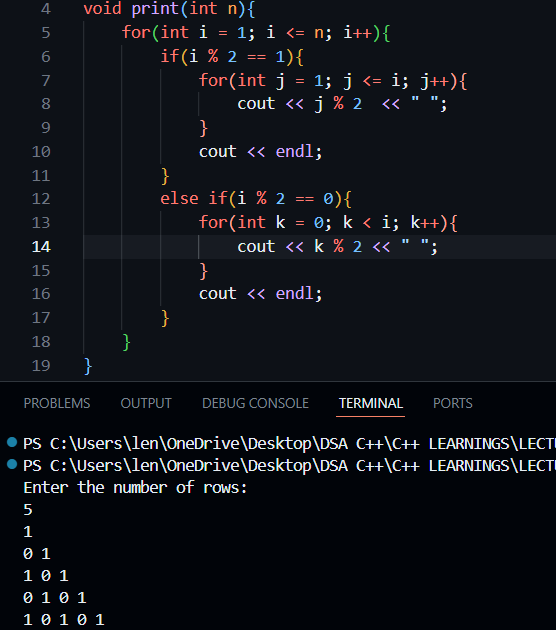 4 void print(int n){
5     for(int i = 1; i <= n; i++){
6         if(i % 2 == 1){
7             for(int j = 1; j <= i; j++){
8                 cout << j % 2  << " ";
9             }
10             cout << endl;
11         }
12         else if(i % 2 == 0){
13             for(int k = 0; k < i; k++){
14                 cout << k % 2 << " ";
15             }
16             cout << endl;
17         }
18     }
19 }
PROBLEMS OUTPUT DEBUG CONSOLE TERMINAL PORTS
PS C:\Users\len\OneDrive\Desktop\DSA C++\C++ LEARNINGS\LECTU
PS C:\Users\len\OneDrive\Desktop\DSA C++\C++ LEARNINGS\LECTU
Enter the number of rows:
5
1
0 1
1 0 1
0 1 0 1
1 0 1 0 1